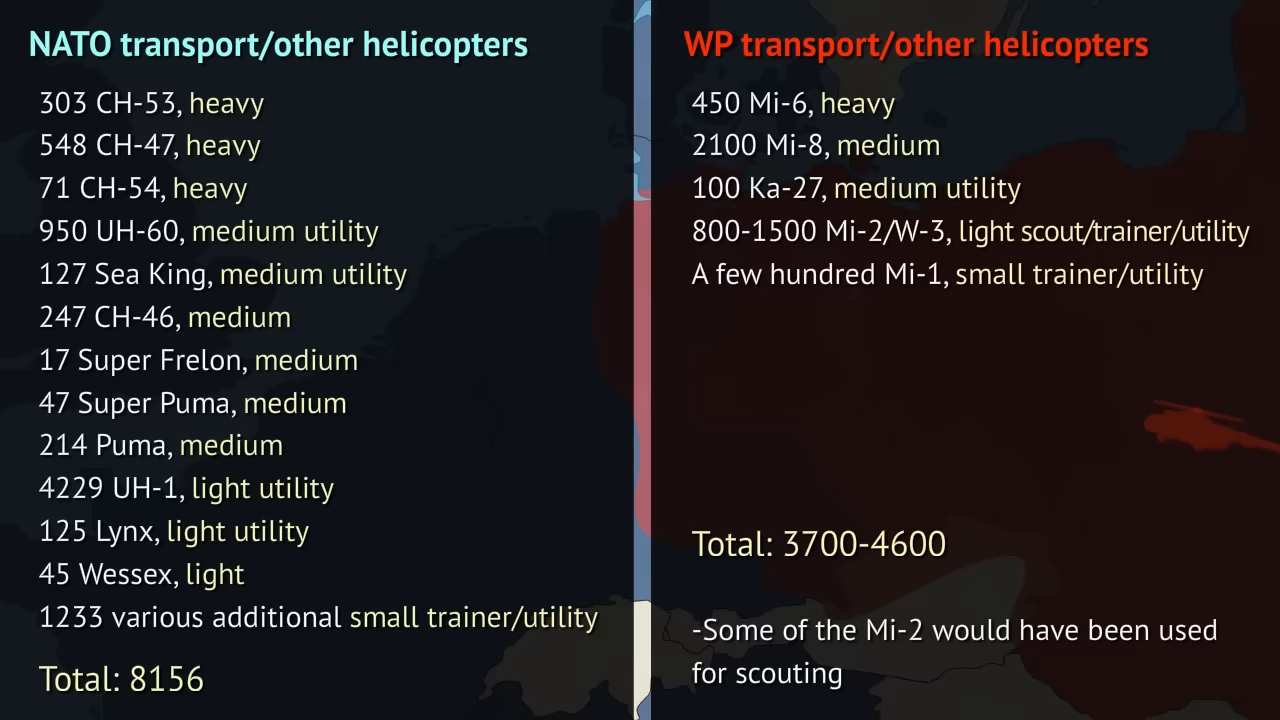 NATO transport/other helicopters
303 CH-53, heavy
548 CH-47, heavy
71 CH-54, heavy
950 UH-60, medium utility
127 Sea King, medium utility
247 CH-46, medium
17 Super Frelon, medium
47 Super Puma, medium
214 Puma, medium
4229 UH-1, light utility
125 Lynx, light utility
45 Wessex, light
1233 various additional small trainer/utility
Total: 8156
WP transport/other helicopters
450 Mi-6, heavy
2100 Mi-8, medium
100 Ka-27, medium utility
800-1500 Mi-2/W-3, light scout/trainer/utility
A few hundred Mi-1, small trainer/utility
Total: 3700-4600
-Some of the Mi-2 would have been used
for scouting